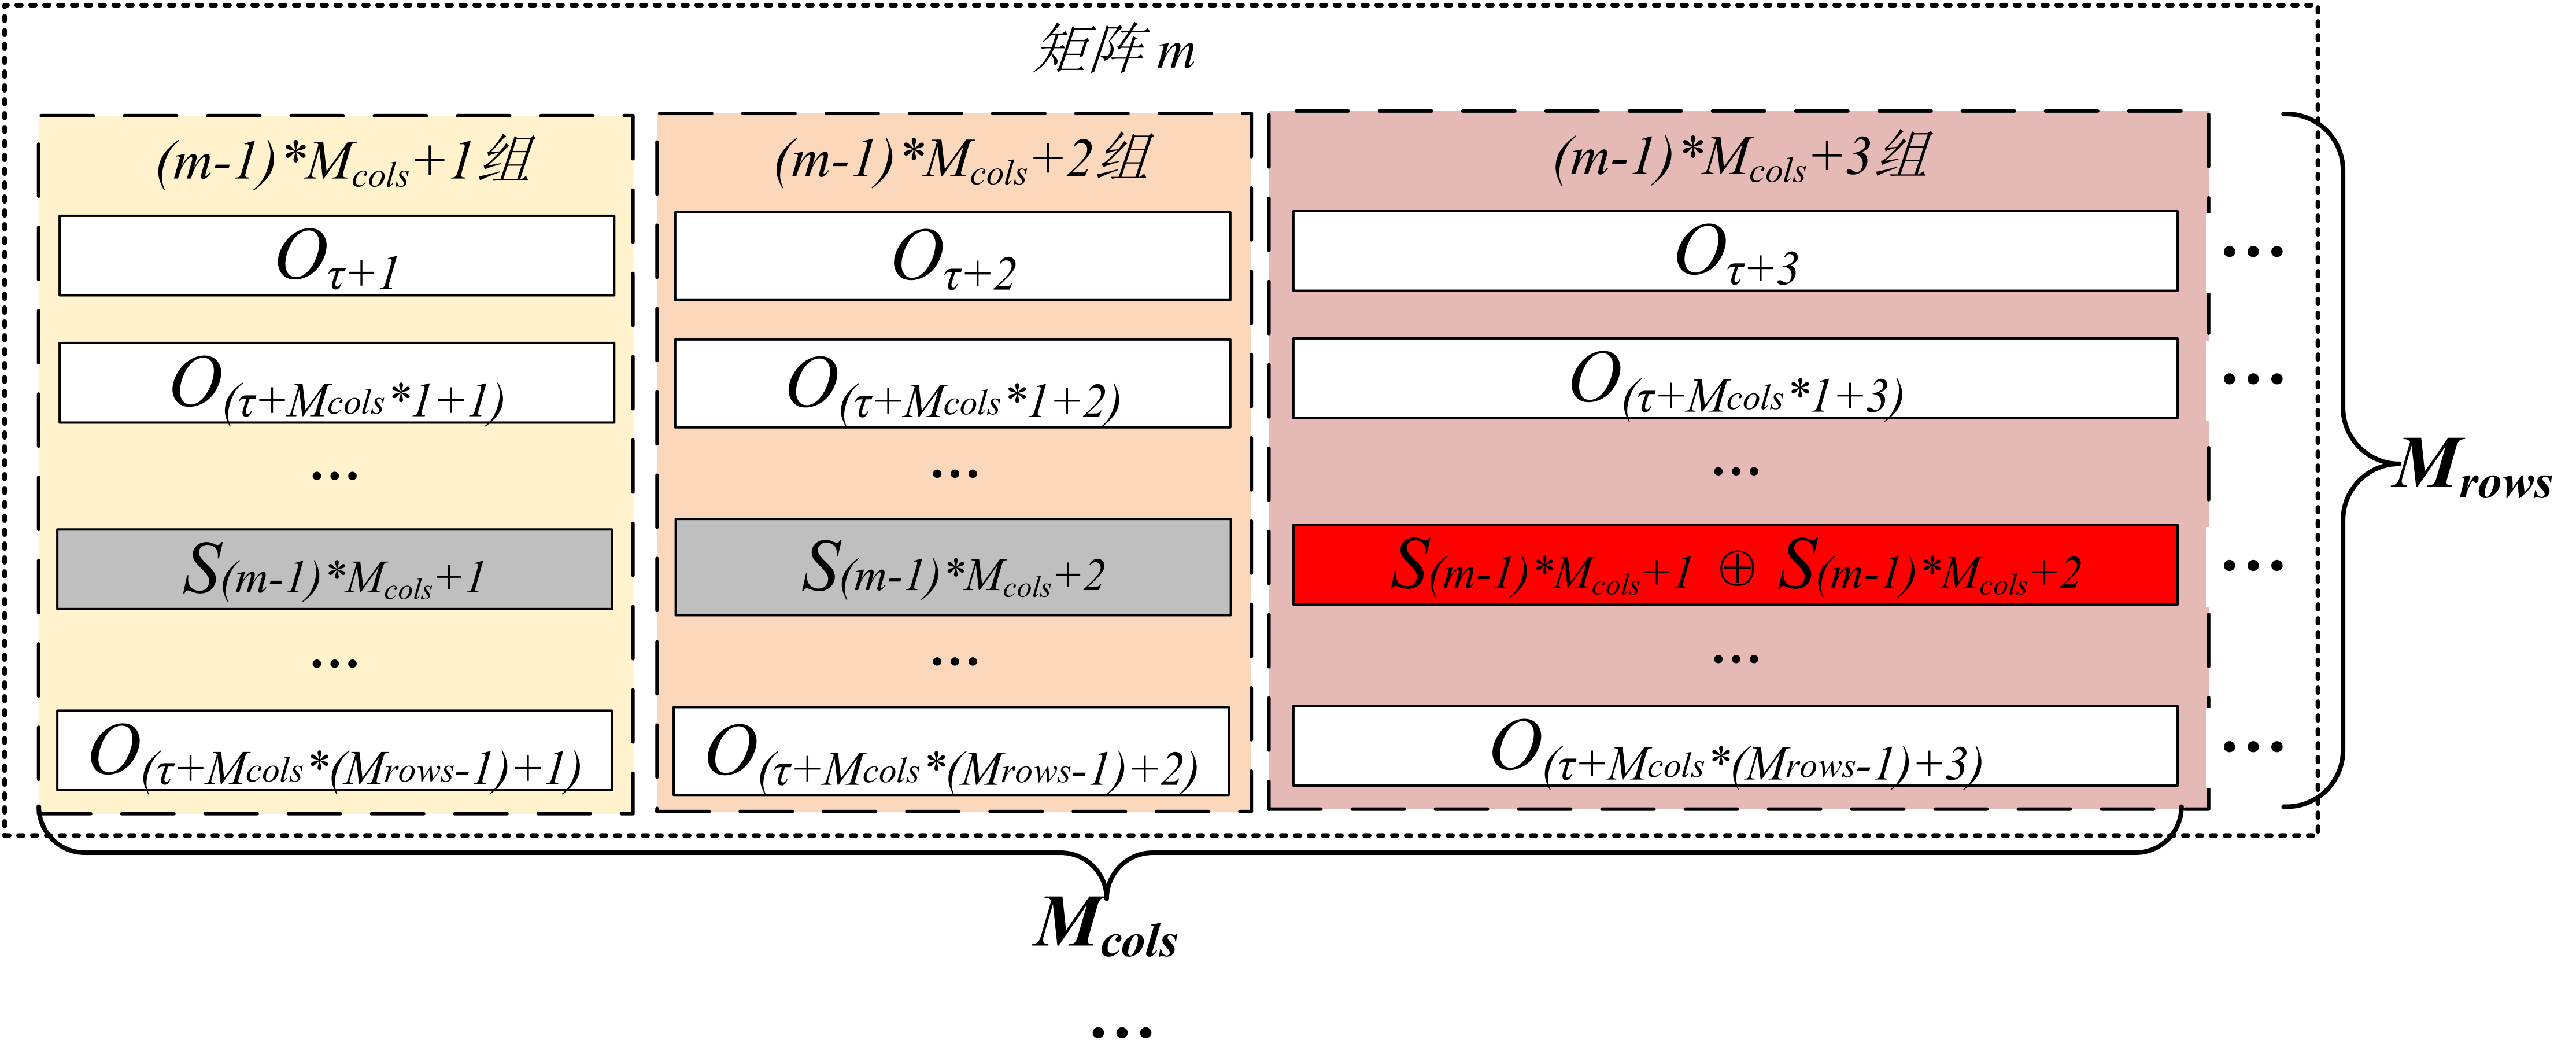 矩阵 m
(m-1)*Mcols+1组 (m-1)*Mcols+2组 (m-1)*Mcols+3组
Oτ+1 Oτ+2 Oτ+3 ...
O(τ+Mcols*1+1) O(τ+Mcols*1+2) O(τ+Mcols*1+3) ...
... ... ...
Mrows
S(m-1)*Mcols+1 S(m-1)*Mcols+2 S(m-1)*Mcols+1 ⊕ S(m-1)*Mcols+2 ...
... ... ...
O(τ+Mcols*(Mrows-1)+1) O(τ+Mcols*(Mrows-1)+2) O(τ+Mcols*(Mrows-1)+3) ...
Mcols
...